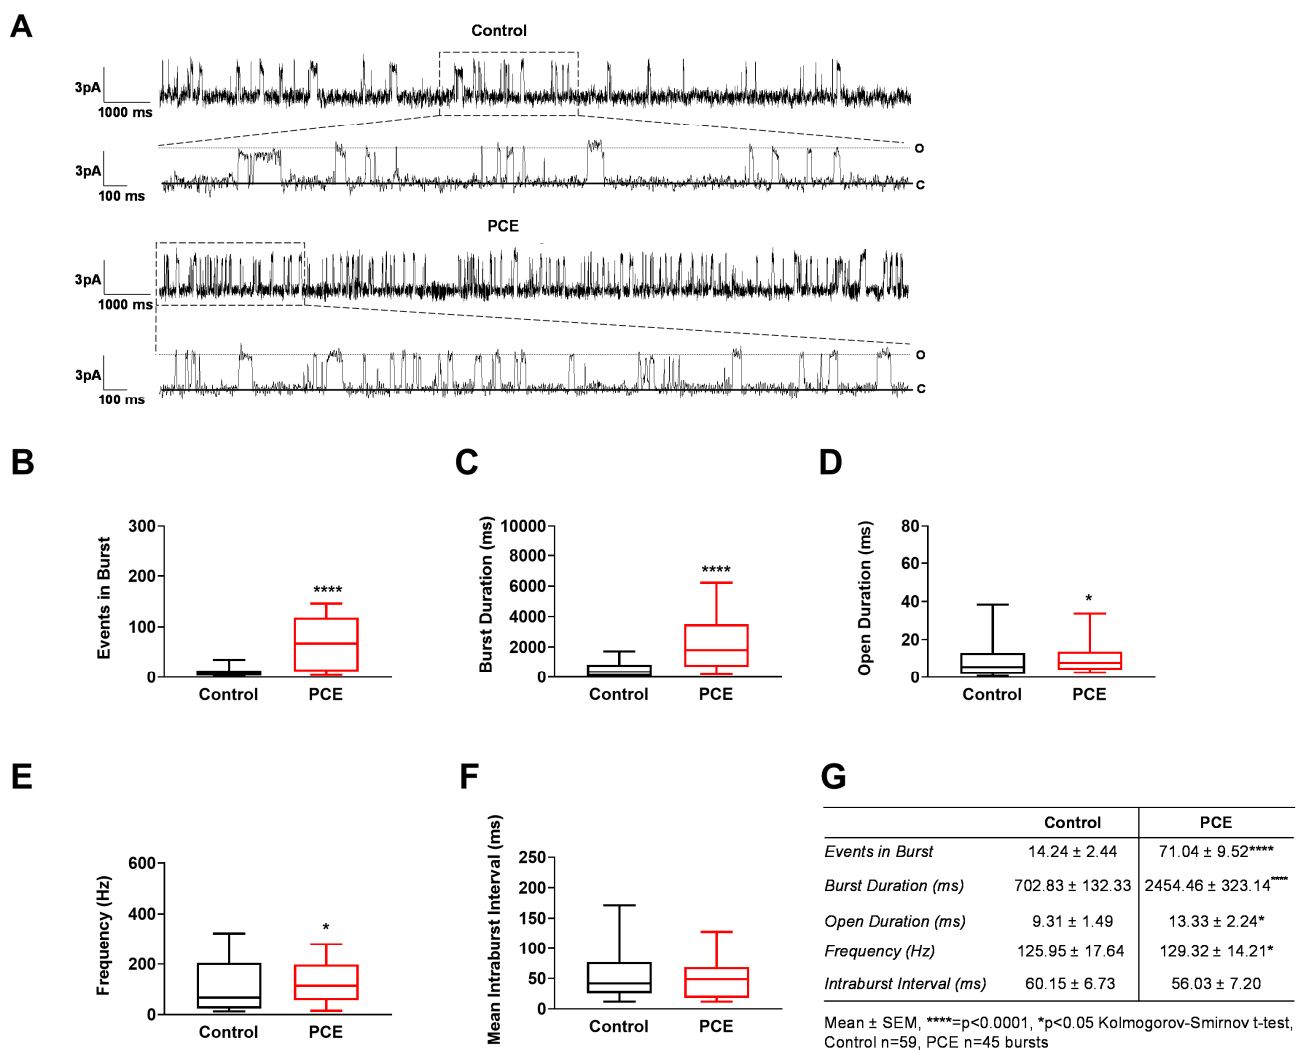 A
Control
3pA
1000 ms
O
3pA
C
100 ms
PCE
3pA
1000 ms
O
3pA
C
100 ms
B
C
D
Events in Burst
300
200
100
0
****
Control
PCE
Burst Duration (ms)
10000
8000
6000
4000
2000
0
****
Control
PCE
Open Duration (ms)
80
60
40
20
0
*
Control
PCE
E
F
G
Frequency (Hz)
600
400
200
0
*
Control
PCE
Mean Intraburst Interval (ms)
250
200
150
100
50
0
Control
PCE
Control PCE
Events in Burst 14.24 ± 2.44 71.04 ± 9.52****
Burst Duration (ms) 702.83 ± 132.33 2454.46 ± 323.14****
Open Duration (ms) 9.31 ± 1.49 13.33 ± 2.24*
Frequency (Hz) 125.95 ± 17.64 129.32 ± 14.21*
Intraburst Interval (ms) 60.15 ± 6.73 56.03 ± 7.20
Mean ± SEM, ****=p<0.0001, *p<0.05 Kolmogorov-Smirnov t-test,
Control n=59, PCE n=45 bursts